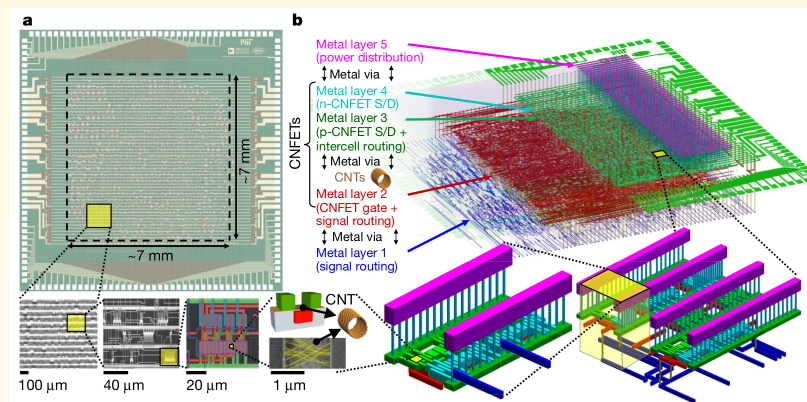 a
b
MIT
~7 mm
~7 mm
100 μm
40 μm
20 μm
1 μm
CNT
Metal layer 5
(power distribution)
Metal via
Metal layer 4
(n-CNFET S/D)
Metal layer 3
(p-CNFET S/D +
intercell routing)
Metal via
CNTs
Metal layer 2
(CNFET gate +
signal routing)
Metal via
Metal layer 1
(signal routing)
CNFETs